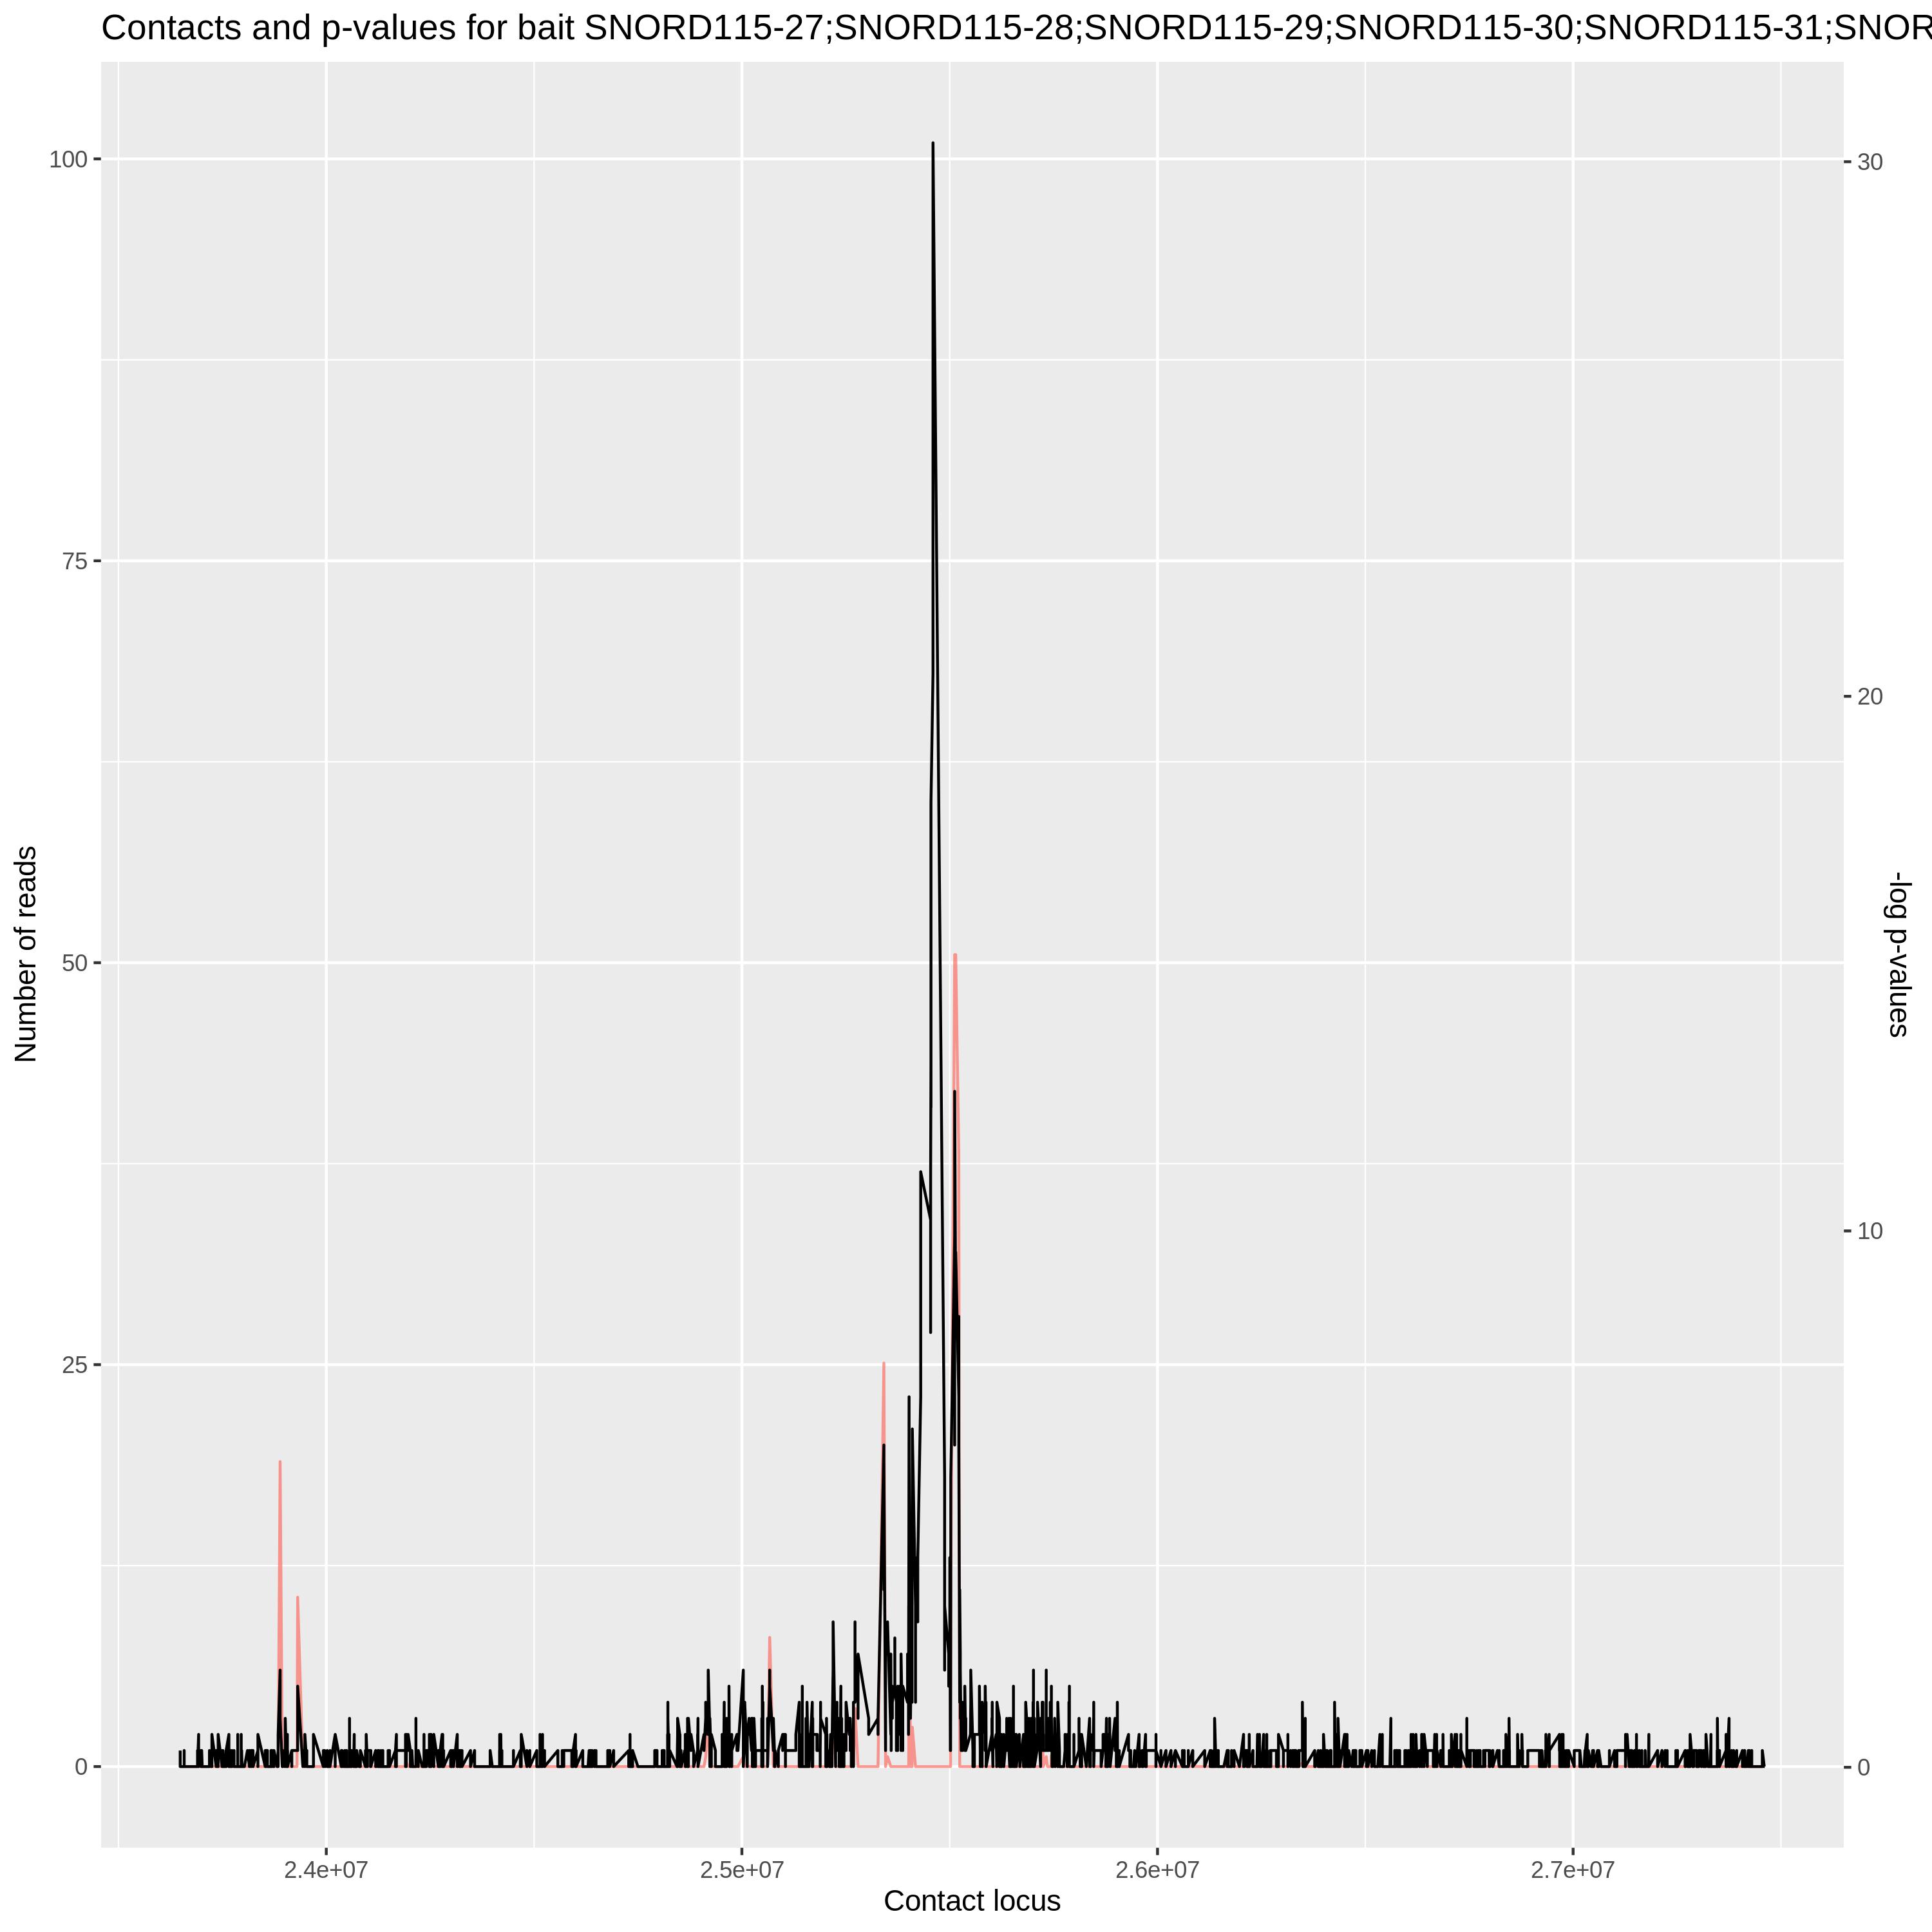 Contacts and p-values for bait SNORD115-27;SNORD115-28;SNORD115-29;SNORD115-30;SNORD115-31;SNOR
100
75
50
25
0
Number of reads
30
20
10
0
-log p-values
2.4e+07 2.5e+07 2.6e+07 2.7e+07
Contact locus